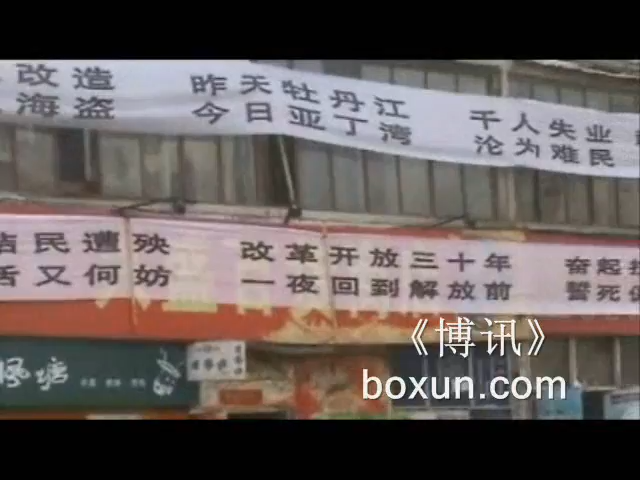 改造 昨天牡丹江 千人失业
海盗 今日亚丁湾 沦为难民
民遭殃 改革开放三十年 奋起
又何妨 一夜回到解放前 誓死
塘
《博讯》
boxun.com